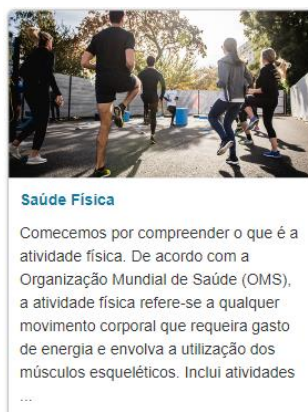 Saúde Física
Comecemos por compreender o que é a
atividade física. De acordo com a
Organização Mundial de Saúde (OMS),
a atividade física refere-se a qualquer
movimento corporal que requeira gasto
de energia e envolva a utilização dos
músculos esqueléticos. Inclui atividades
...